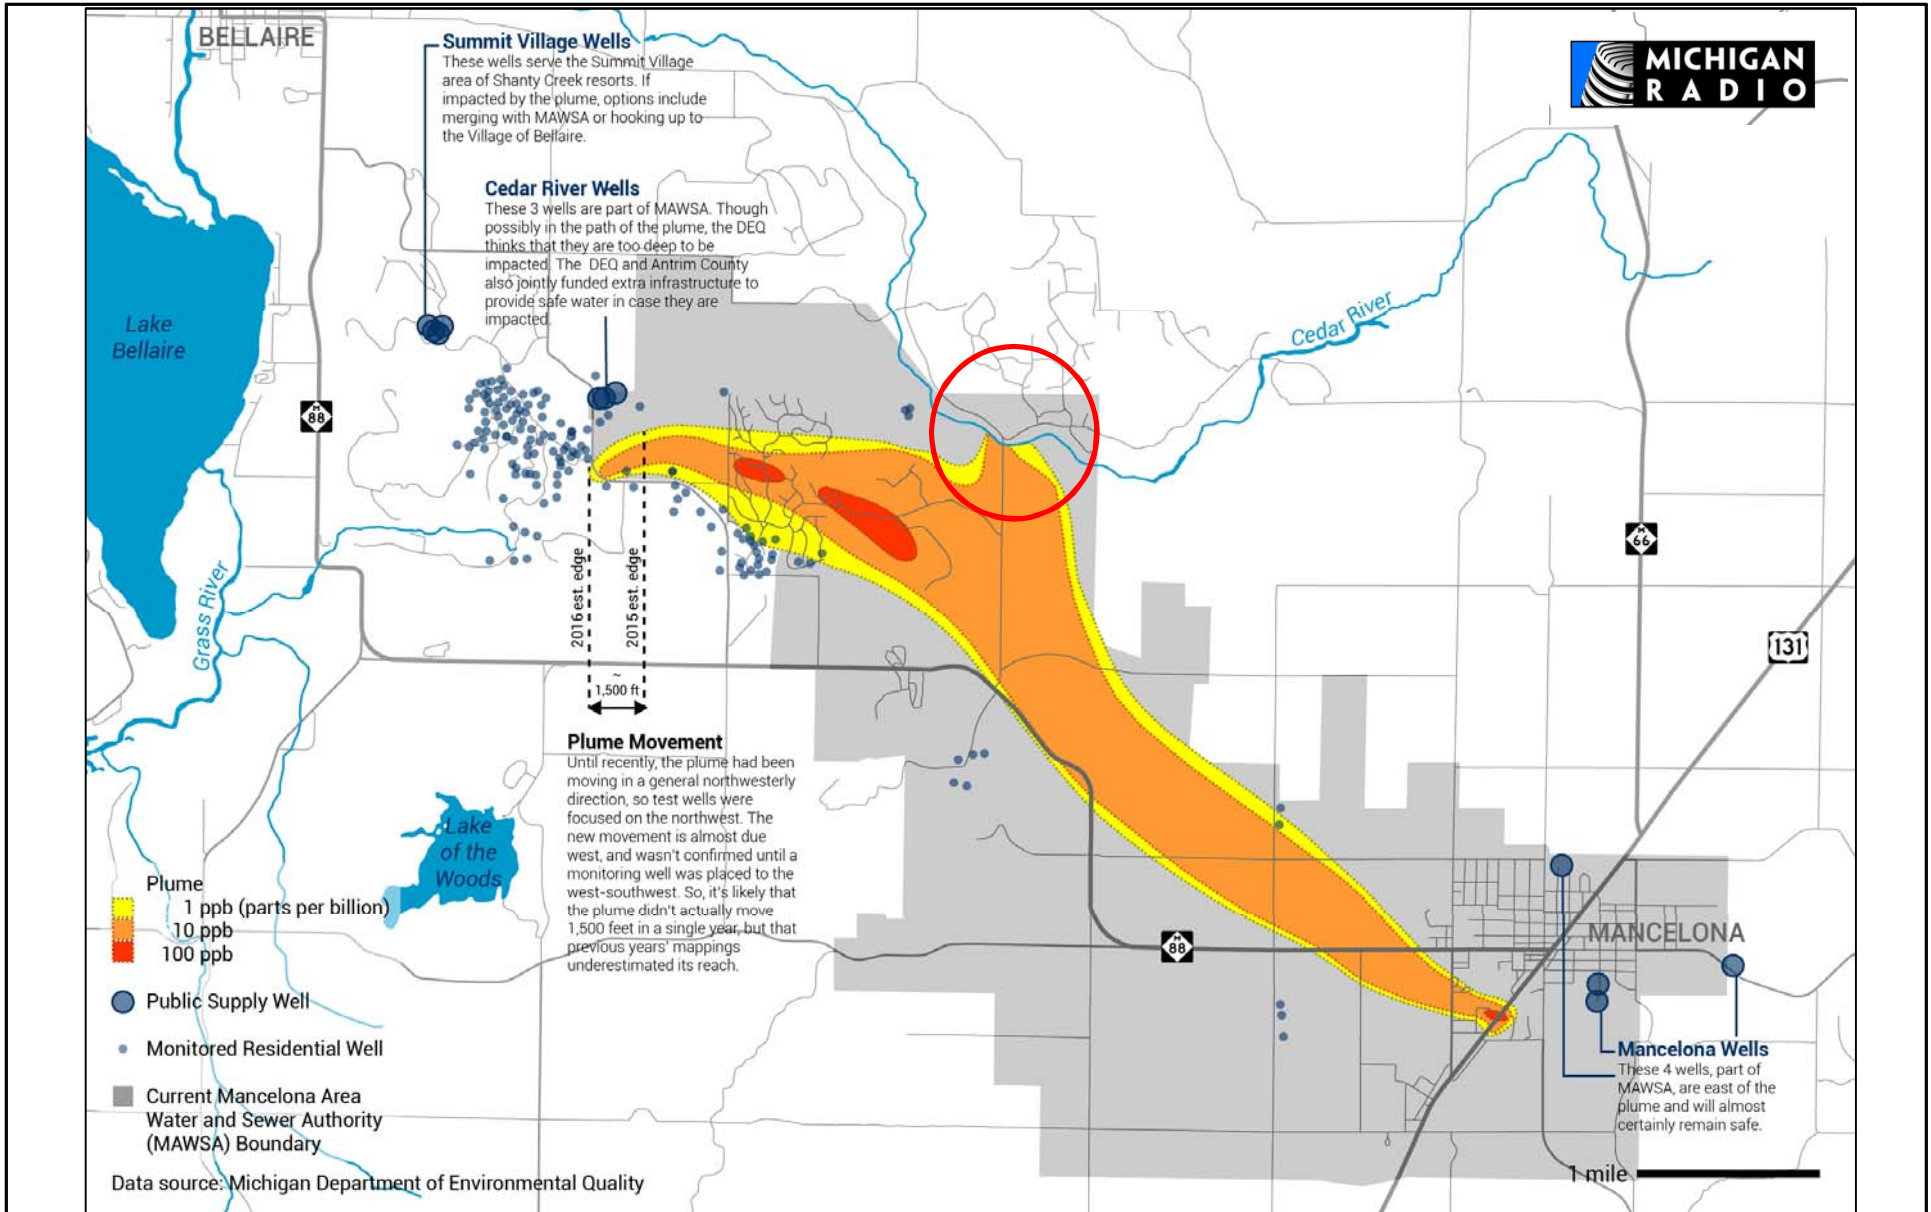 BELLAIRE
Summit Village Wells
These wells serve the Summit Village
area of Shanty Creek resorts. If
impacted by the plume, options include
merging with MAWSA or hooking up to
the Village of Bellaire.
MICHIGAN
RADIO
Cedar River Wells
These 3 wells are part of MAWSA. Though
possibly in the path of the plume, the DEQ
thinks that they are too deep to be
impacted. The DEQ and Antrim County
also jointly funded extra infrastructure to
provide safe water in case they are
impacted.
Lake
Bellaire
Cedar River
M
88
M
66
Grass River
2016 est. edge
2015 est. edge
131
~
1,500 ft
Plume Movement
Until recently, the plume had been
moving in a general northwesterly
direction, so test wells were
focused on the northwest. The
new movement is almost due
west, and wasn't confirmed until a
monitoring well was placed to the
west-southwest. So, it's likely that
the plume didn't actually move
1,500 feet in a single year, but that
previous years' mappings
underestimated its reach.
Lake
of the
Woods
Plume
1 ppb (parts per billion)
10 ppb
100 ppb
Public Supply Well
Monitored Residential Well
Current Mancelona Area
Water and Sewer Authority
(MAWSA) Boundary
Data source: Michigan Department of Environmental Quality
M
88
MANCELONA
Mancelona Wells
These 4 wells, part of
MAWSA, are east of the
plume and will almost
certainly remain safe.
1 mile